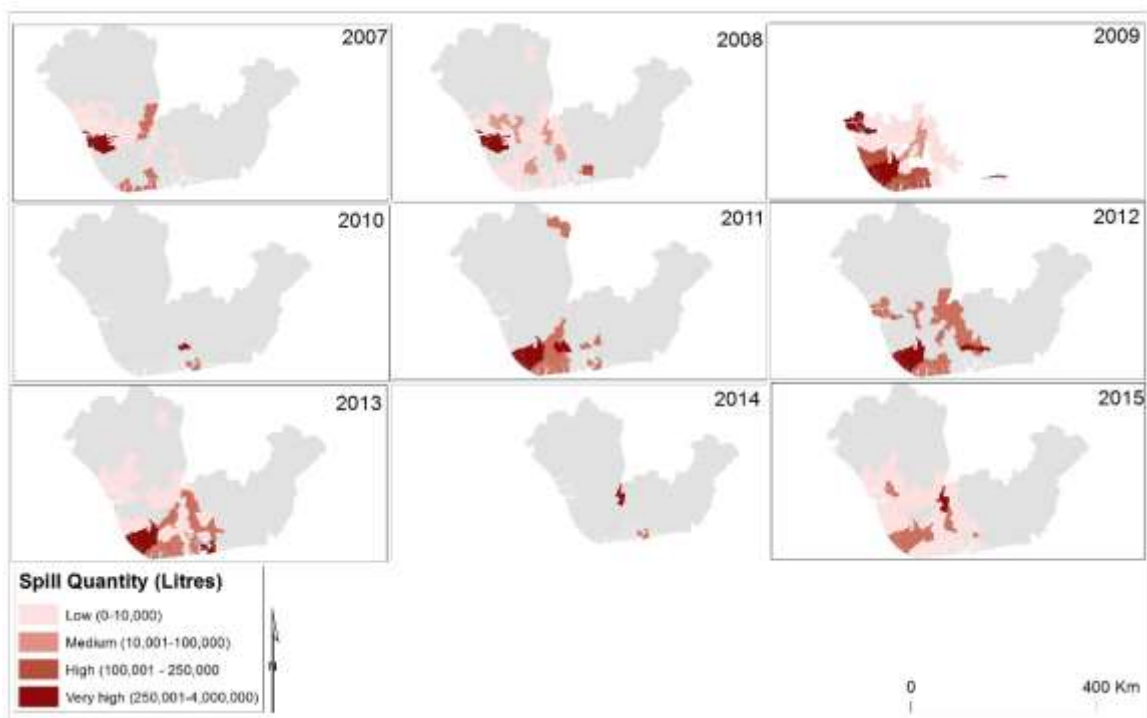 2007
2008
2009
2010
2011
2012
2013
2014
2015
Spill Quantity (Litres)
Low (0-10,000)
Medium (10,001-100,000)
High (100,001 - 250,000
Very high (250,001-4,000,000)
N
0 400 Km